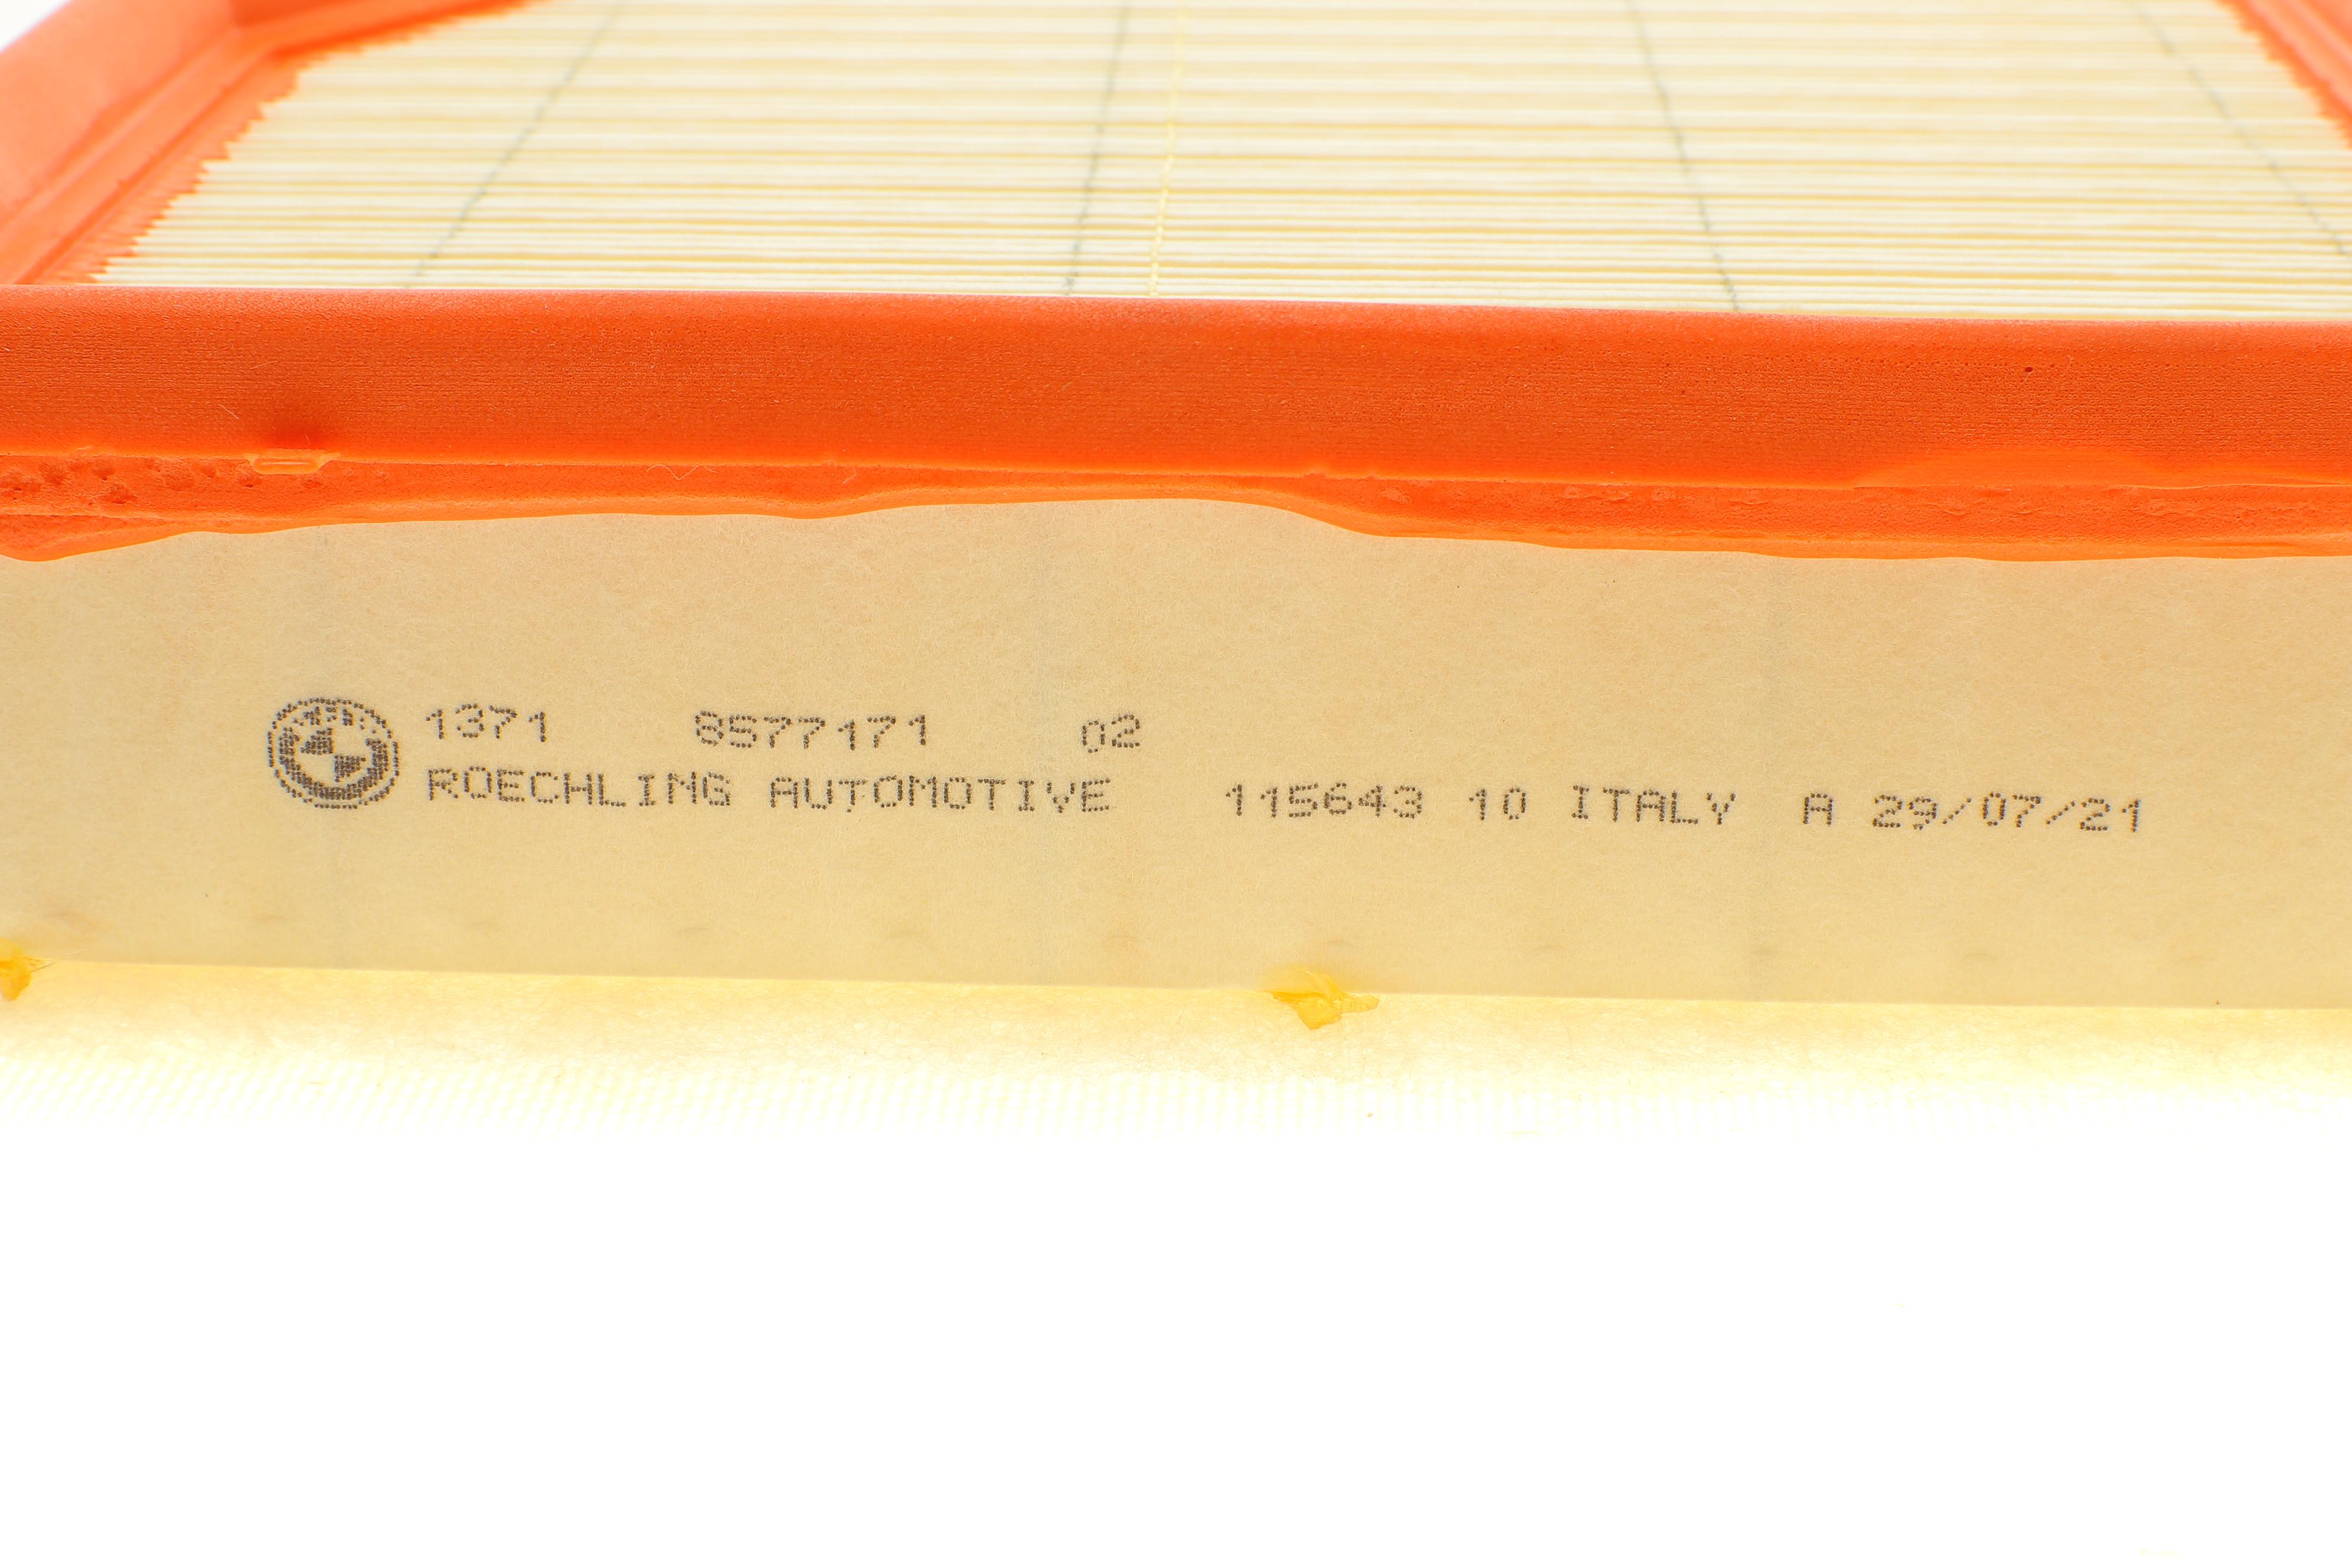 1371 8577171 02
ROECHLING AUTOMOTIVE 115643 10 ITALY A 29/07/21